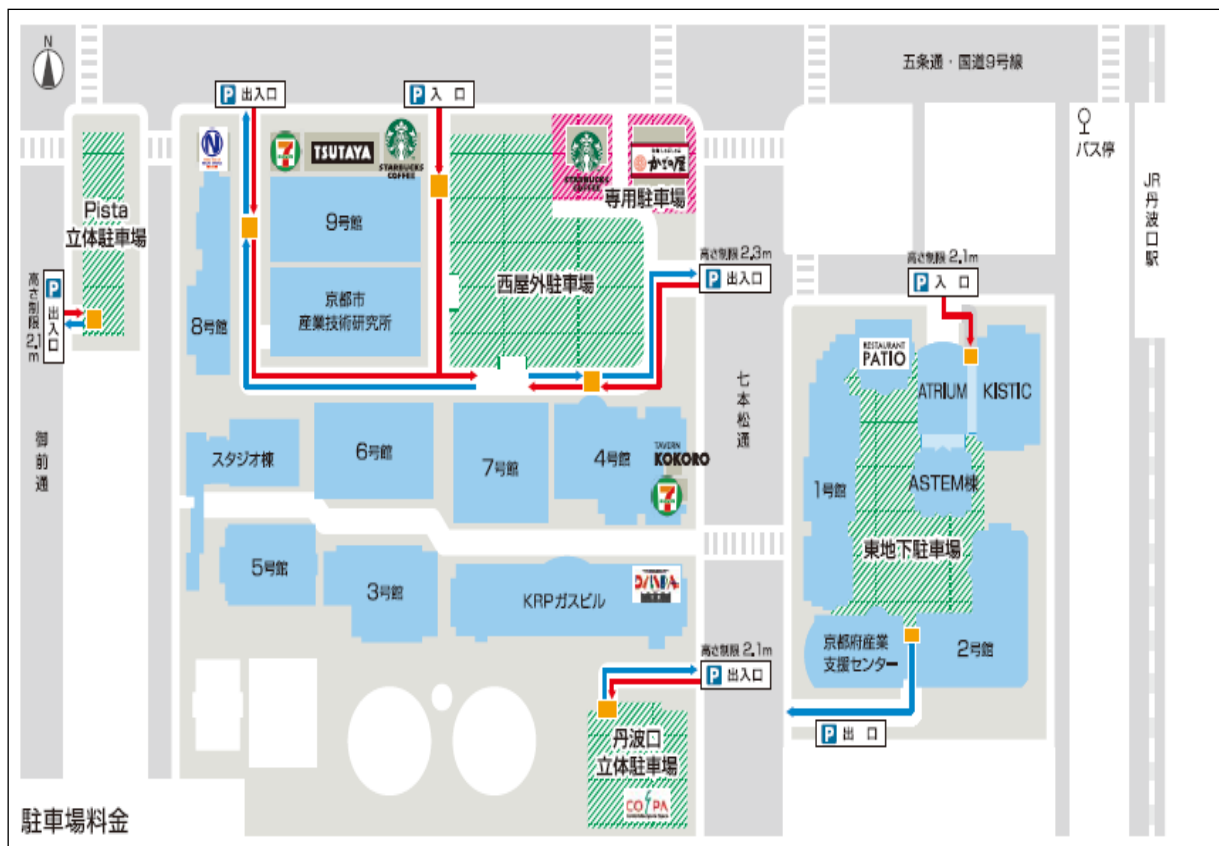 N
五条通・国道9号線
P 出入口
P 入口
バス停
JR丹波口駅
TSUTAYA
STARBUCKS
COFFEE
STARBUCKS
COFFEE
かごの屋
専用駐車場
Pista
立体駐車場
9号館
高さ制限 2.3m
P 出入口
高さ制限 2.1m
P 入口
西屋外駐車場
高さ制限2.1m
P 出入口
8号館
京都市
産業技術研究所
RESTAURANT
PATIO
ATRIUM
KISTIC
七本松通
御前通
スタジオ棟
6号館
7号館
4号館
TAVERN
KOKORO
1号館
ASTEM棟
東地下駐車場
5号館
3号館
KRPガスビル
京都府産業
支援センター
2号館
高さ制限 2.1m
P 出入口
P 出口
丹波口
立体駐車場
CO PA
駐車場料金